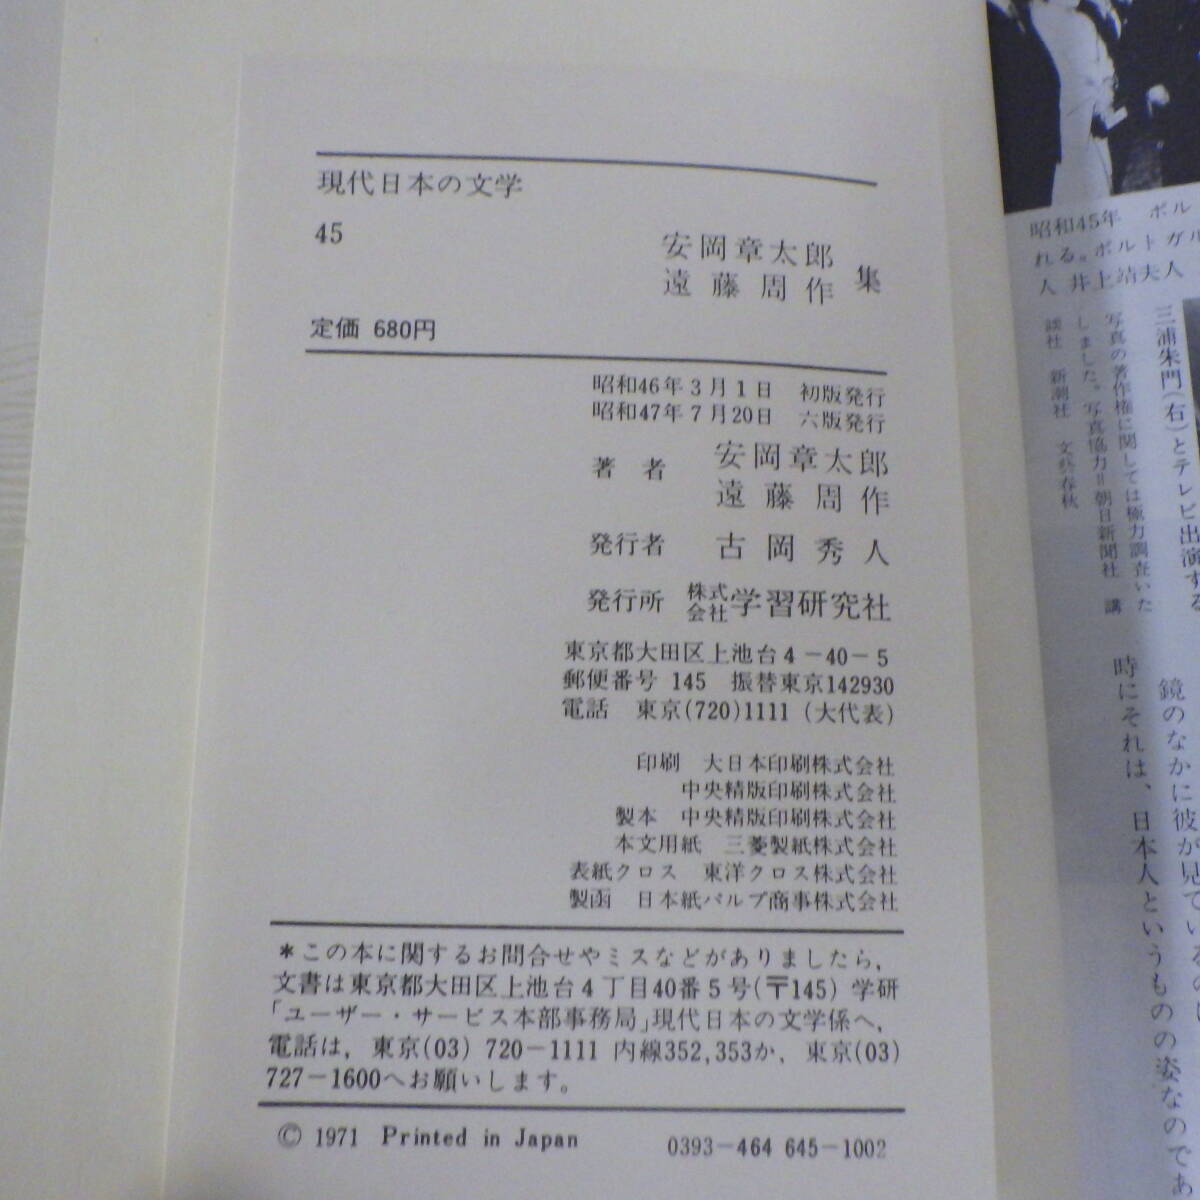 現代日本の文学
45
安岡章太郎
遠藤周作 集
定価 680円
昭和46年3月1日 初版発行
昭和47年7月20日 六版発行
著者 安岡章太郎
遠藤周作
発行者 古岡秀人
発行所 株式会社学習研究社
東京都大田区上池台4-40-5
郵便番号 145 振替東京142930
電話 東京(720)1111 (大代表)
印刷 大日本印刷株式会社
中央精版印刷株式会社
製本 中央精版印刷株式会社
本文用紙 三菱製紙株式会社
表紙クロス 東洋クロス株式会社
製函 日本紙パルプ商事株式会社
*この本に関するお問合せやミスなどがありましたら,
文書は東京都大田区上池台4丁目40番5号(〒145) 学研
「ユーザー・サービス本部事務局」現代日本の文学係へ,
電話は, 東京(03) 720-1111 内線352,353か, 東京(03)
727-1600へお願いします。
© 1971 Printed in Japan 0393-464 645-1002
昭和45年 ポル
れる。ポルトガル
人 井上靖夫人
三浦朱門(右)とテレビ出演する
写真の著作権に関しては極力調査いた
しました。写真協力=朝日新聞社 講
談社 新潮社 文藝春秋
鏡のなかに彼が見ているのは
時にそれは、日本人というものの姿なのであ